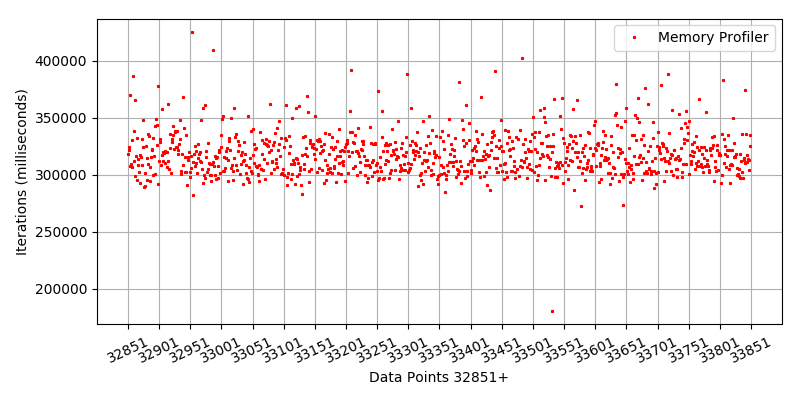 Memory Profiler
400000
350000
300000
250000
200000
Iterations (milliseconds)
32851 32901 32951 33001 33051 33101 33151 33201 33251 33301 33351 33401 33451 33501 33551 33601 33651 33701 33751 33801 33851
Data Points 32851+